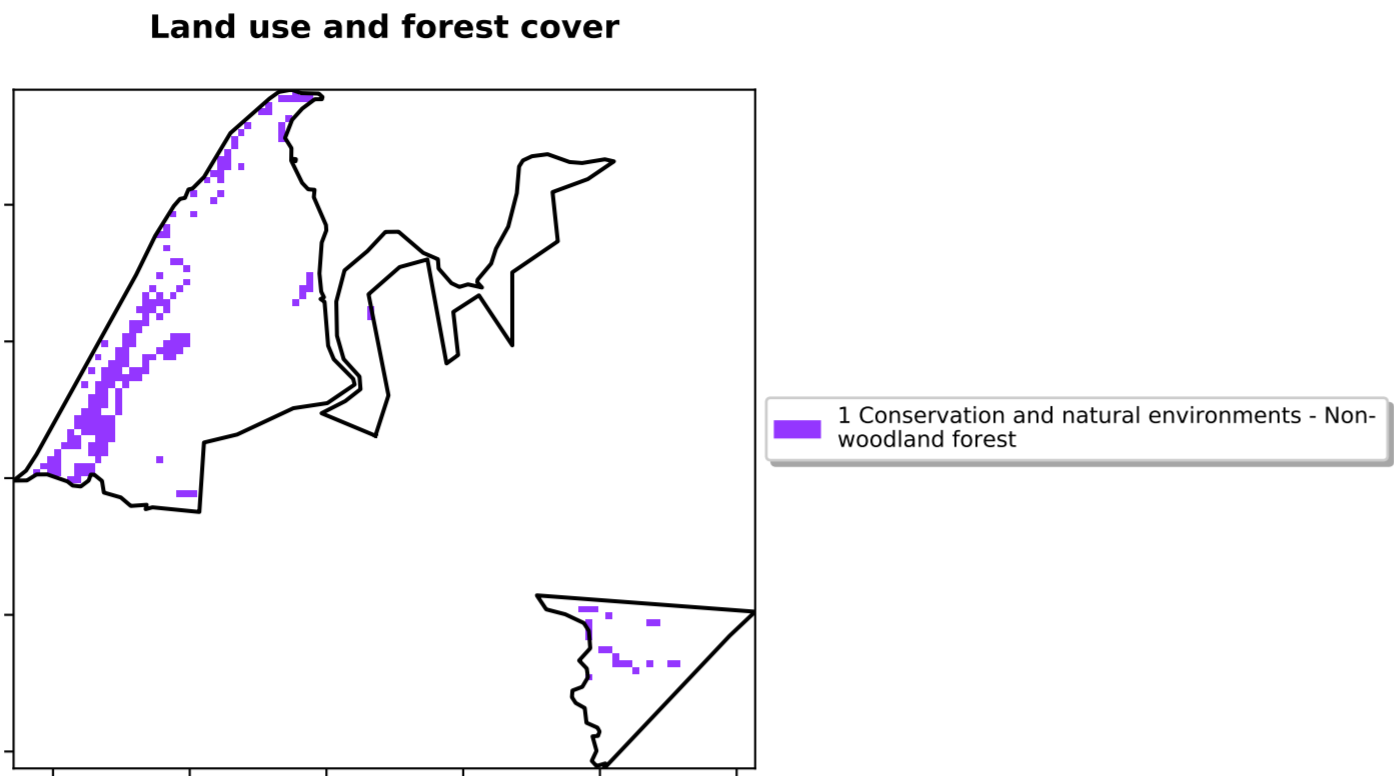 Land use and forest cover
1 Conservation and natural environments - Non-
woodland forest